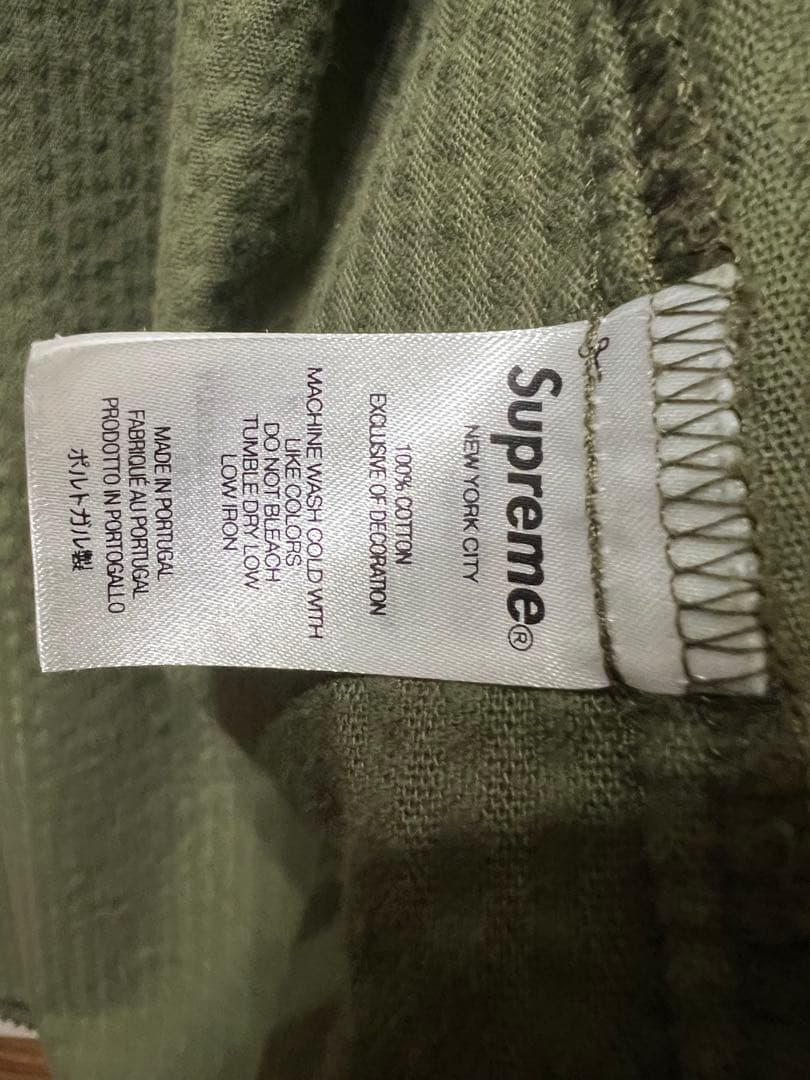 Supreme®
NEW YORK CITY
100% COTTON
EXCLUSIVE OF DECORATION
MACHINE WASH COLD WITH
LIKE COLORS
DO NOT BLEACH
TUMBLE DRY LOW
LOW IRON
MADE IN PORTUGAL
FABRIQUÉ AU PORTUGAL
PRODOTTO IN PORTOGALLO
ポルトガル製